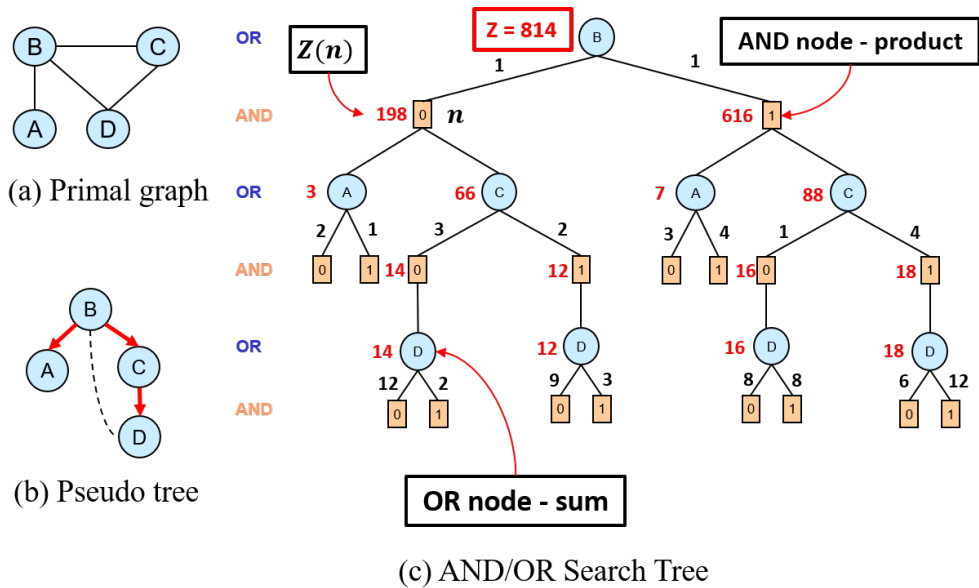 B C
A D
(a) Primal graph
B
A
C
D
(b) Pseudo tree
Z(n)
Z = 814
AND node - product
OR
B
1 1
AND
198 0 n
616 1
OR
3 A
66 C
7 A
88 C
2 1
3 2
3 4
1 4
AND
0 1
14 0
12 1
0 1
16 0
18 1
OR
14 D
12 D
16 D
18 D
12 2
9 3
8 8
6 12
AND
0 1
0 1
0 1
0 1
OR node - sum
(c) AND/OR Search Tree